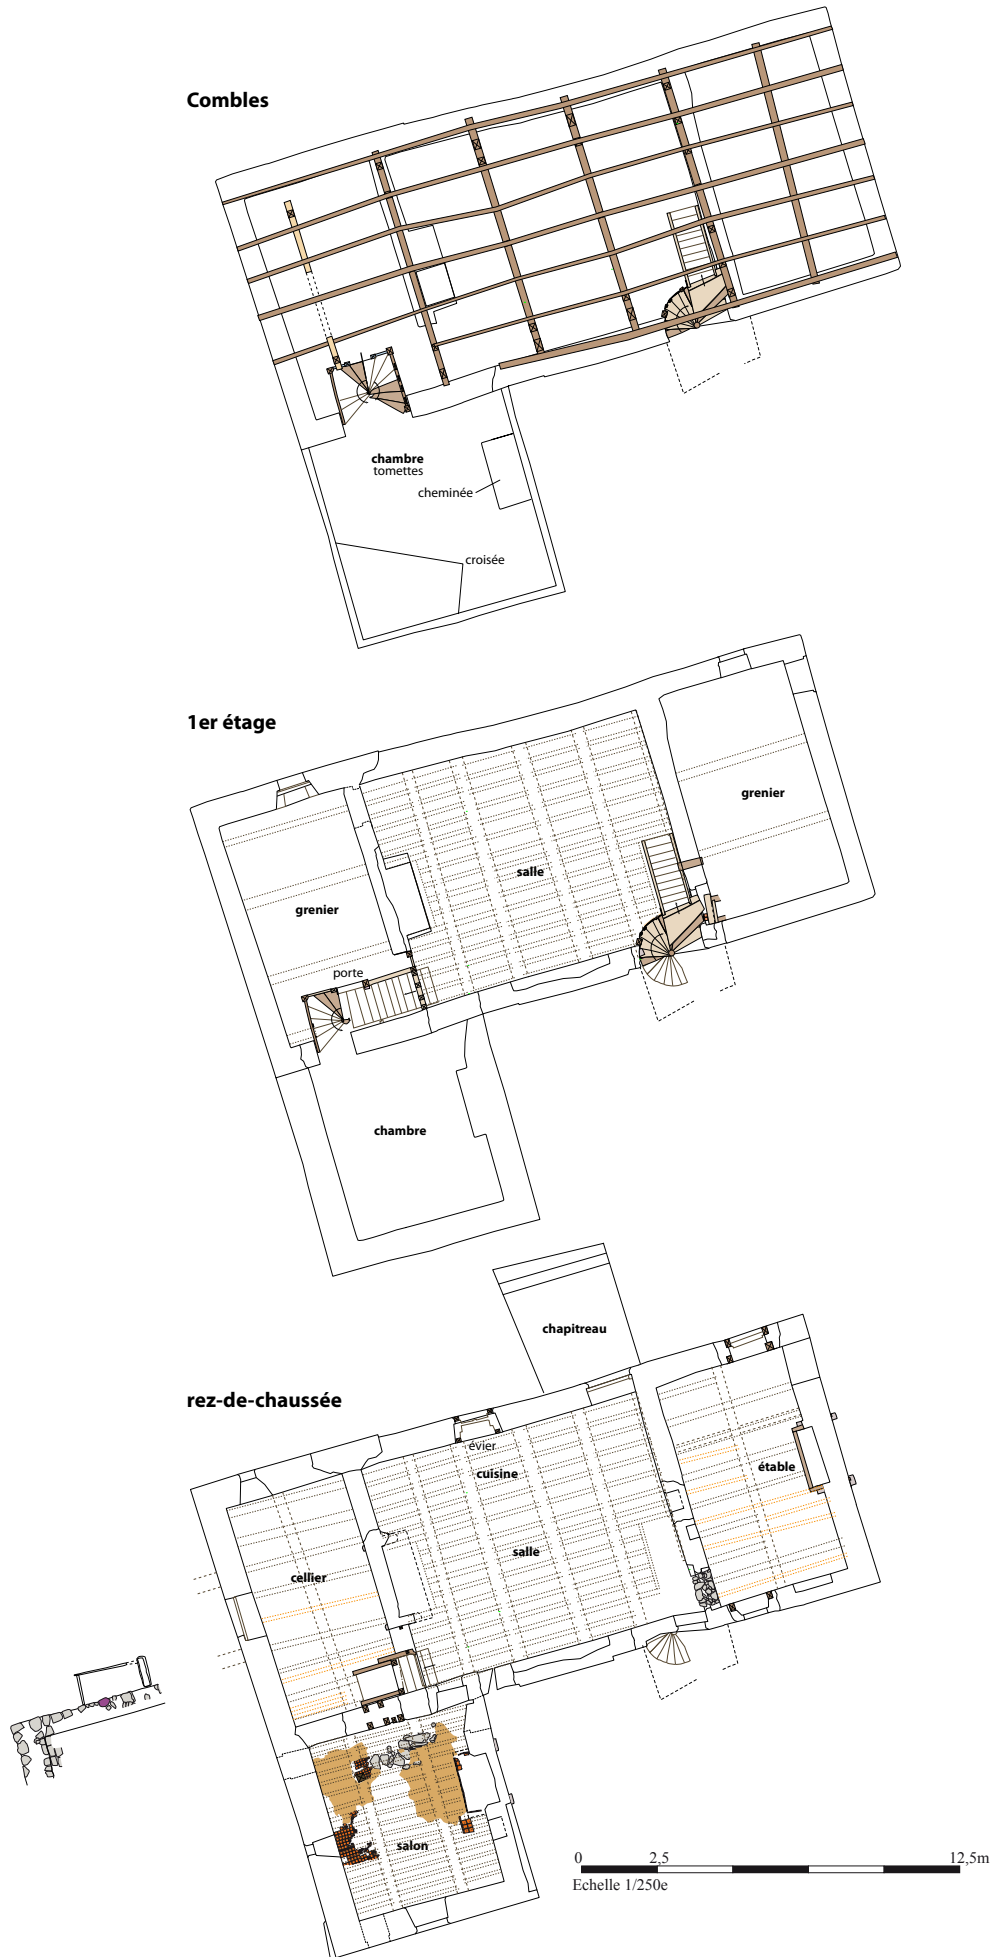 Combles
chambre
tomettes
cheminée
croisée
1er étage
grenier
salle
grenier
porte
chambre
chapitreau
rez-de-chaussée
évier
cuisine
étable
salle
cellier
salon
0 2,5 12,5m
Echelle 1/250e